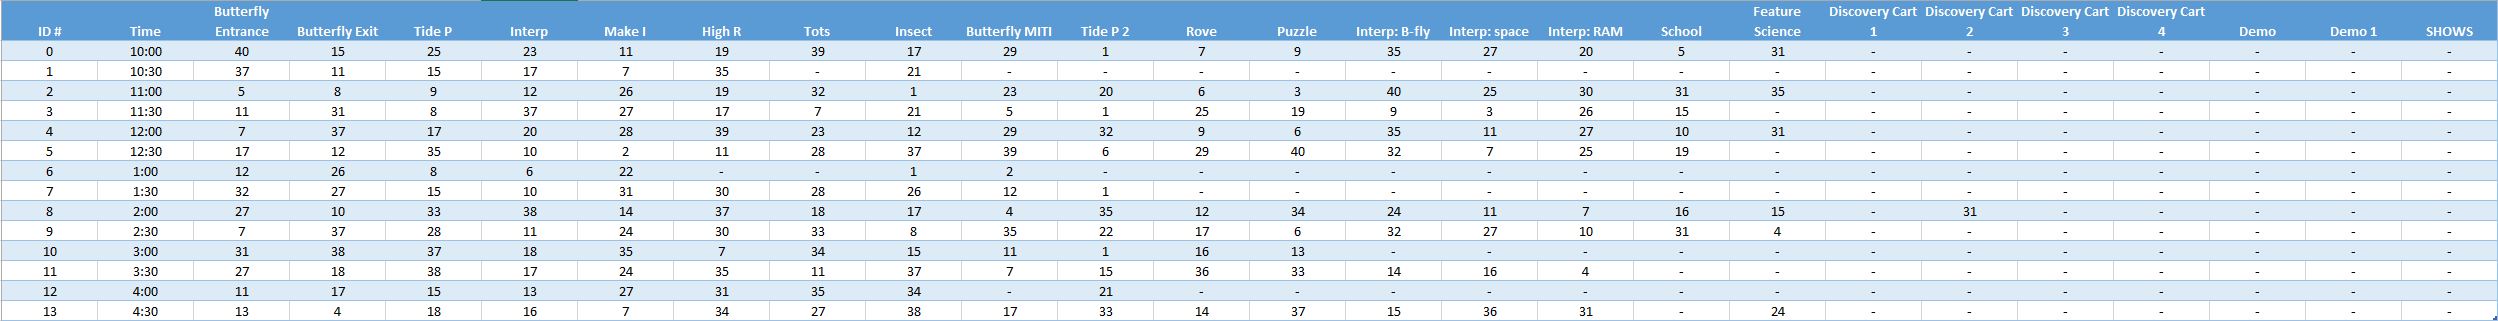 Butterfly Feature Discovery Cart Discovery Cart Discovery Cart Discovery Cart
ID # Time Entrance Butterfly Exit Tide P Interp Make I High R Tots Insect Butterfly MITI Tide P 2 Rove Puzzle Interp: B-fly Interp: space Interp: RAM School Science 1 2 3 4 Demo Demo 1 SHOWS
0 10:00 40 15 25 23 11 19 39 17 29 1 7 9 35 27 20 5 31 - - - - - - -
1 10:30 37 11 15 17 7 35 - 21 - - - - - - - - - - - - - - - -
2 11:00 5 8 9 12 26 19 32 1 23 20 6 3 40 25 30 31 35 - - - - - - -
3 11:30 11 31 8 37 27 17 7 21 5 1 25 19 9 3 26 15 - - - - - - - -
4 12:00 7 37 17 20 28 39 23 12 29 32 9 6 35 11 27 10 31 - - - - - - -
5 12:30 17 12 35 10 2 11 28 37 39 6 29 40 32 7 25 19 - - - - - - - -
6 1:00 12 26 8 6 22 - - 1 2 - - - - - - - - - - - - - - -
7 1:30 32 27 15 10 31 30 28 26 12 1 - - - - - - - - - - - - - -
8 2:00 27 10 33 38 14 37 18 17 4 35 12 34 24 11 7 16 15 - 31 - - - - -
9 2:30 7 37 28 11 24 30 33 8 35 22 17 6 32 27 10 31 4 - - - - - - -
10 3:00 31 38 37 18 35 7 34 15 11 1 16 13 - - - - - - - - - - - -
11 3:30 27 18 38 17 24 35 11 37 7 15 36 33 14 16 4 - - - - - - - - -
12 4:00 11 17 15 13 27 31 35 34 - 21 - - - - - - - - - - - - - -
13 4:30 13 4 18 16 7 34 27 38 17 33 14 37 15 36 31 - 24 - - - - - - -